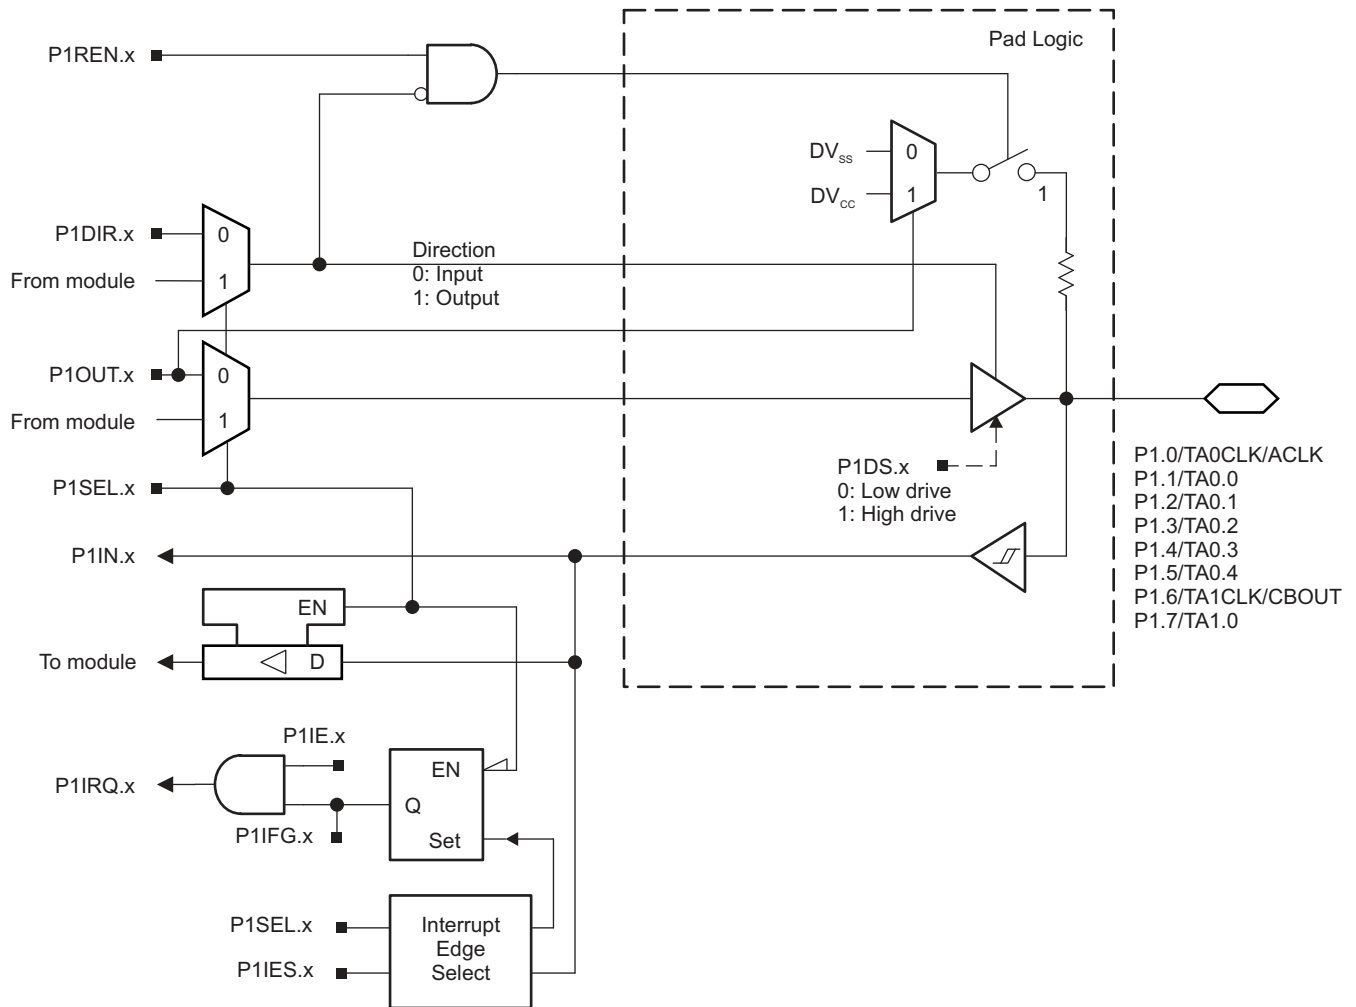 Pad Logic
P1REN.x
DVSS
0
DVCC
1
1
P1DIR.x
0
From module
1
Direction
0: Input
1: Output
P1OUT.x
0
From module
1
P1SEL.x
P1DS.x
0: Low drive
1: High drive
P1.0/TA0CLK/ACLK
P1.1/TA0.0
P1.2/TA0.1
P1.3/TA0.2
P1.4/TA0.3
P1.5/TA0.4
P1.6/TA1CLK/CBOUT
P1.7/TA1.0
P1IN.x
EN
To module
D
P1IE.x
P1IRQ.x
EN
Q
P1IFG.x
Set
P1SEL.x
P1IES.x
Interrupt
Edge
Select